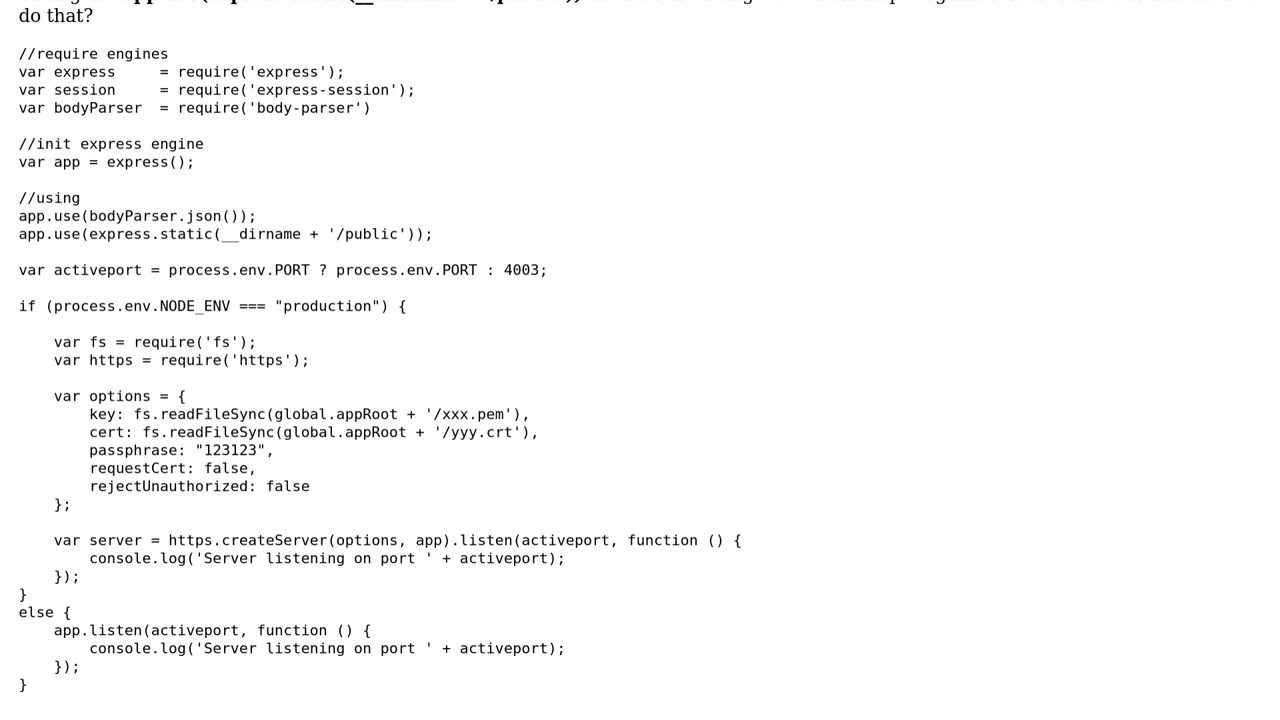 do that?
//require engines
var express     = require('express');
var session     = require('express-session');
var bodyParser  = require('body-parser')
//init express engine
var app = express();
//using
app.use(bodyParser.json());
app.use(express.static(__dirname + '/public'));
var activeport = process.env.PORT ? process.env.PORT : 4003;
if (process.env.NODE_ENV === "production") {
    var fs = require('fs');
    var https = require('https');
    var options = {
        key: fs.readFileSync(global.appRoot + '/xxx.pem'),
        cert: fs.readFileSync(global.appRoot + '/yyy.crt'),
        passphrase: "123123",
        requestCert: false,
        rejectUnauthorized: false
    };
    var server = https.createServer(options, app).listen(activeport, function () {
        console.log('Server listening on port ' + activeport);
    });
}
else {
    app.listen(activeport, function () {
        console.log('Server listening on port ' + activeport);
    });
}